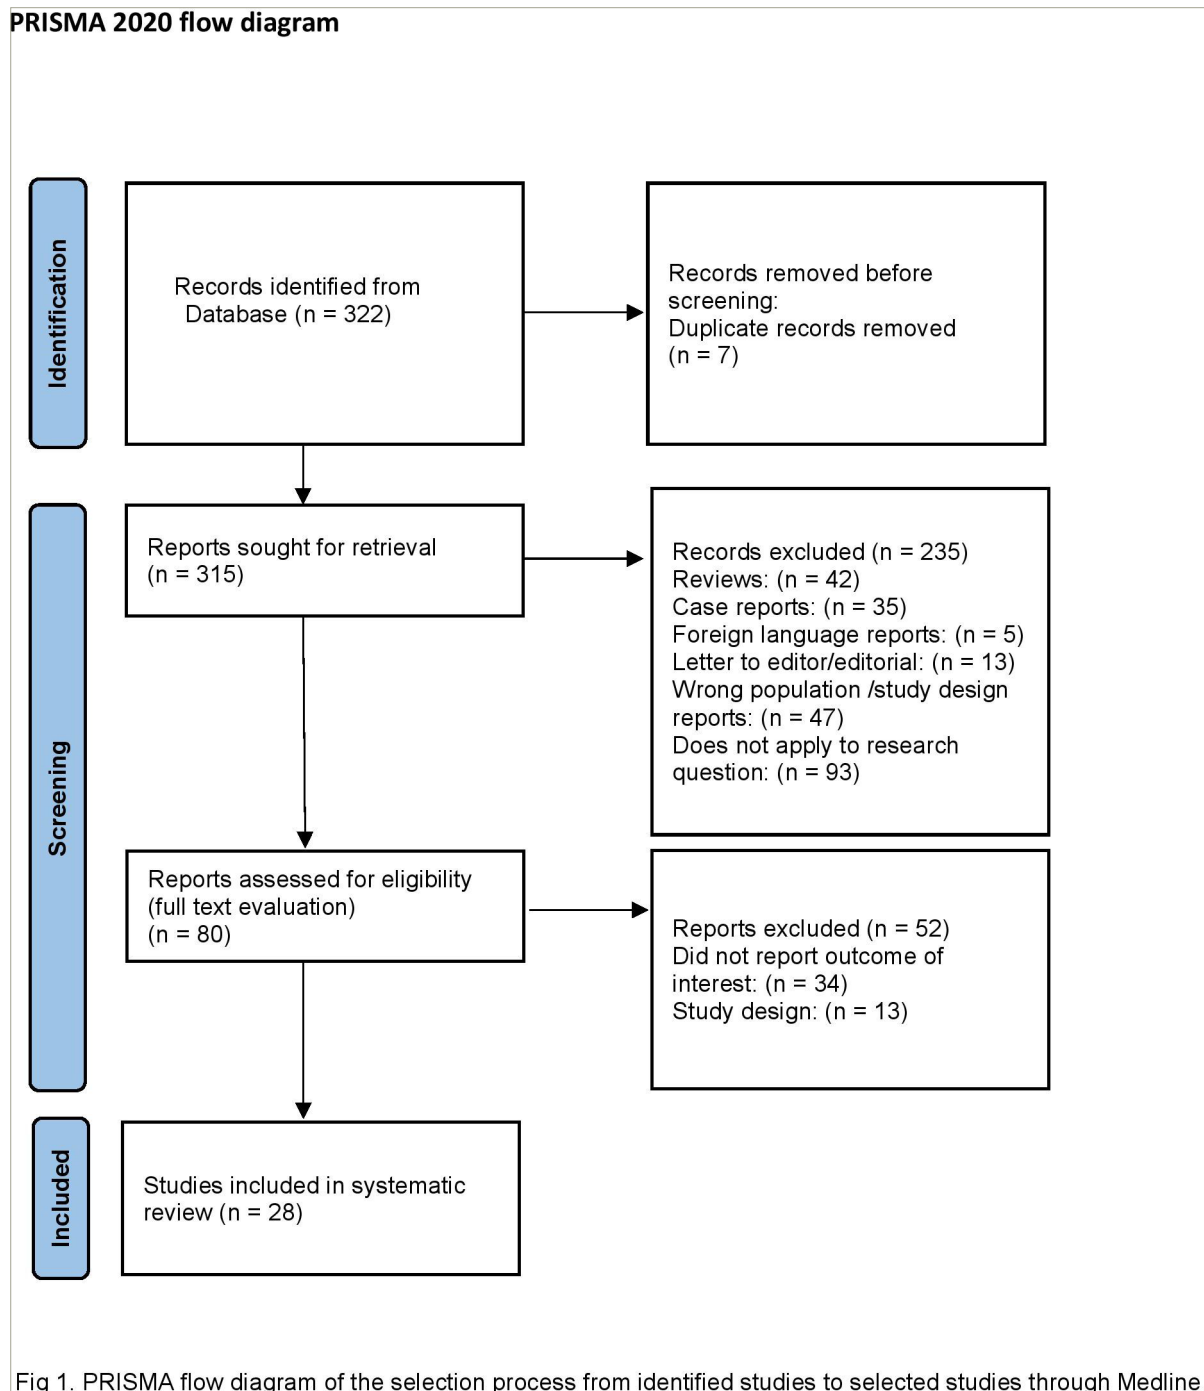 PRISMA 2020 flow diagram
Identification
Records identified from
Database (n = 322)
Records removed before
screening:
Duplicate records removed
(n = 7)
Screening
Reports sought for retrieval
(n = 315)
Records excluded (n = 235)
Reviews: (n = 42)
Case reports: (n = 35)
Foreign language reports: (n = 5)
Letter to editor/editorial: (n = 13)
Wrong population /study design
reports: (n = 47)
Does not apply to research
question: (n = 93)
Reports assessed for eligibility
(full text evaluation)
(n = 80)
Reports excluded (n = 52)
Did not report outcome of
interest: (n = 34)
Study design: (n = 13)
Included
Studies included in systematic
review (n = 28)
Fig 1. PRISMA flow diagram of the selection process from identified studies to selected studies through Medline